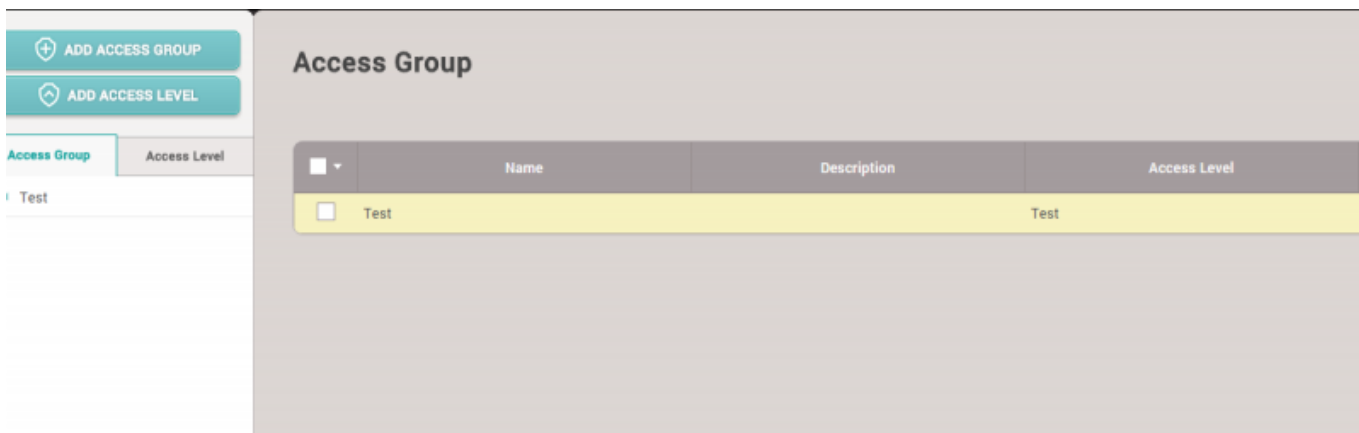 ADD ACCESS GROUP
ADD ACCESS LEVEL
Access Group
Access Level
Test
Access Group
Name
Description
Access Level
Test
Test